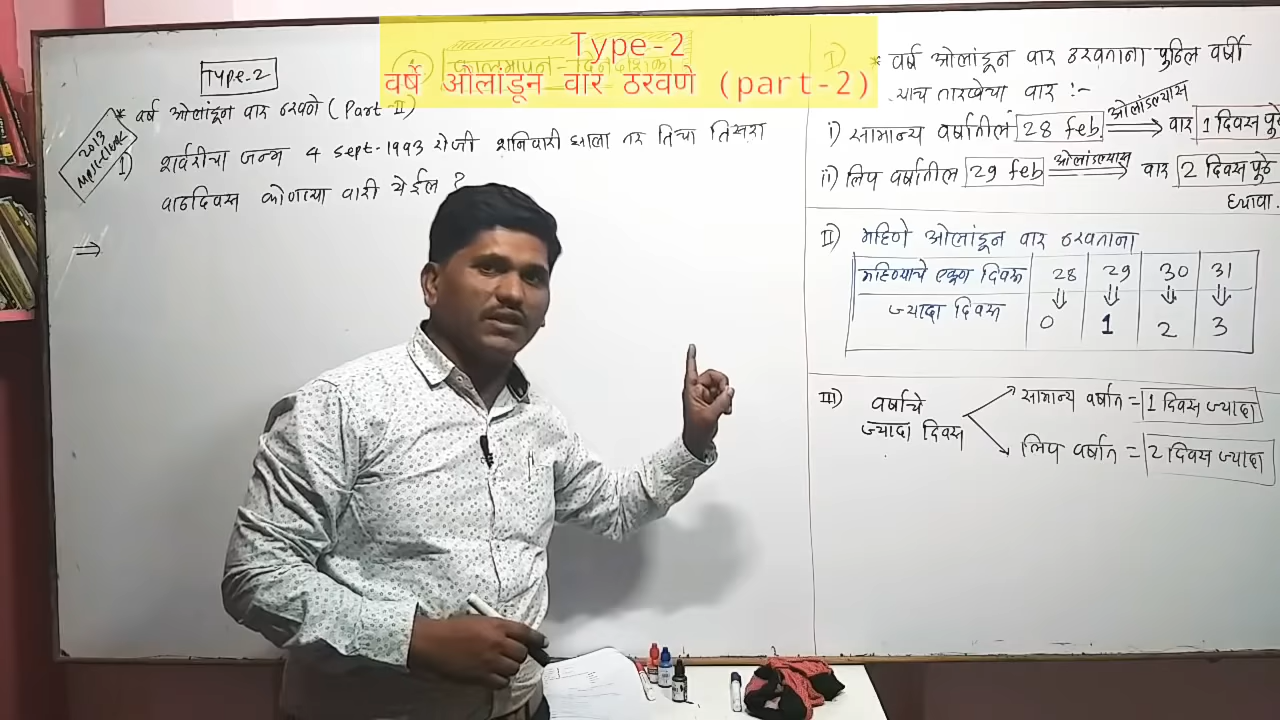 Type-2
वर्षे ओलांडून वार ठरवणे (part-2)
Type-2
* वर्ष ओलांडून वार ठरवणे (Part-II)
2013
I) शर्वरीचा जन्म 4 sept-1993 रोजी शनिवारी झाला तर तिचा तिसरा
वाढदिवस कोणत्या वारी येईल ?
⇒
I) * वर्ष ओलांडून वार ठरवताना पुढिल वर्षी
त्याच तारखेचा वार :-
i) सामान्य वर्षातील 28 feb ओलांडल्यास ⇒ वार 1 दिवस पुढे
ii) लिप वर्षातील 29 feb ओलांडल्यास ⇒ वार 2 दिवस पुढे
घ्यावा.
II) महिने ओलांडून वार ठरवताना
महिण्याचे एकूण दिवस 28 29 30 31
ज्यादा दिवस 0 1 2 3
III) वर्षाचे ज्यादा दिवस
सामान्य वर्षात = 1 दिवस ज्यादा
लिप वर्षात = 2 दिवस ज्यादा